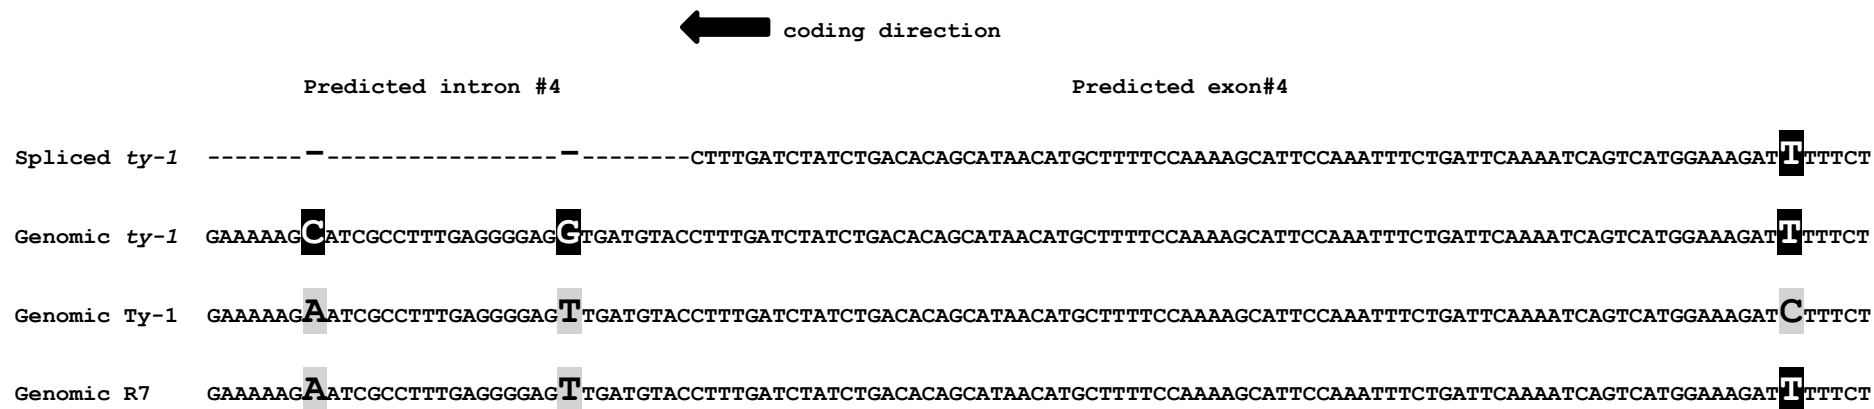 coding direction
Predicted intron #4 Predicted exon#4
Spliced ty-1 -------------------------------------CTTTGATCTATCTGACACAGCATAACATGCTTTTCCAAAAGCATTCCAAATTTCTGATTCAAAATCAGTCATGGAAAGATTTTTCT
Genomic ty-1 GAAAAAGCATCGCCTTTGAGGGGAGGTGATGTACCTTTGATCTATCTGACACAGCATAACATGCTTTTCCAAAAGCATTCCAAATTTCTGATTCAAAATCAGTCATGGAAAGATTTTTCT
Genomic Ty-1 GAAAAAGAATCGCCTTTGAGGGGAGTTGATGTACCTTTGATCTATCTGACACAGCATAACATGCTTTTCCAAAAGCATTCCAAATTTCTGATTCAAAATCAGTCATGGAAAGATCTTTCT
Genomic R7 GAAAAAGAATCGCCTTTGAGGGGAGTTGATGTACCTTTGATCTATCTGACACAGCATAACATGCTTTTCCAAAAGCATTCCAAATTTCTGATTCAAAATCAGTCATGGAAAGATTTTTCT